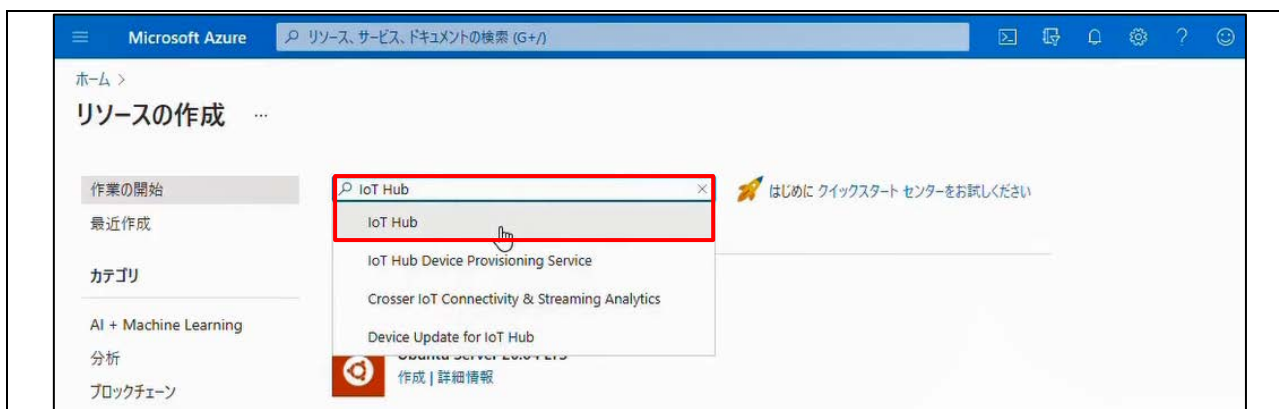 Microsoft Azure
リソース、サービス、ドキュメントの検索 (G+/)
ホーム >
リソースの作成 ...
作業の開始
最近作成
カテゴリ
AI + Machine Learning
分析
ブロックチェーン
IoT Hub
IoT Hub
IoT Hub Device Provisioning Service
Crosser IoT Connectivity & Streaming Analytics
Device Update for IoT Hub
作成 | 詳細情報
はじめに クイックスタート センターをお試しください